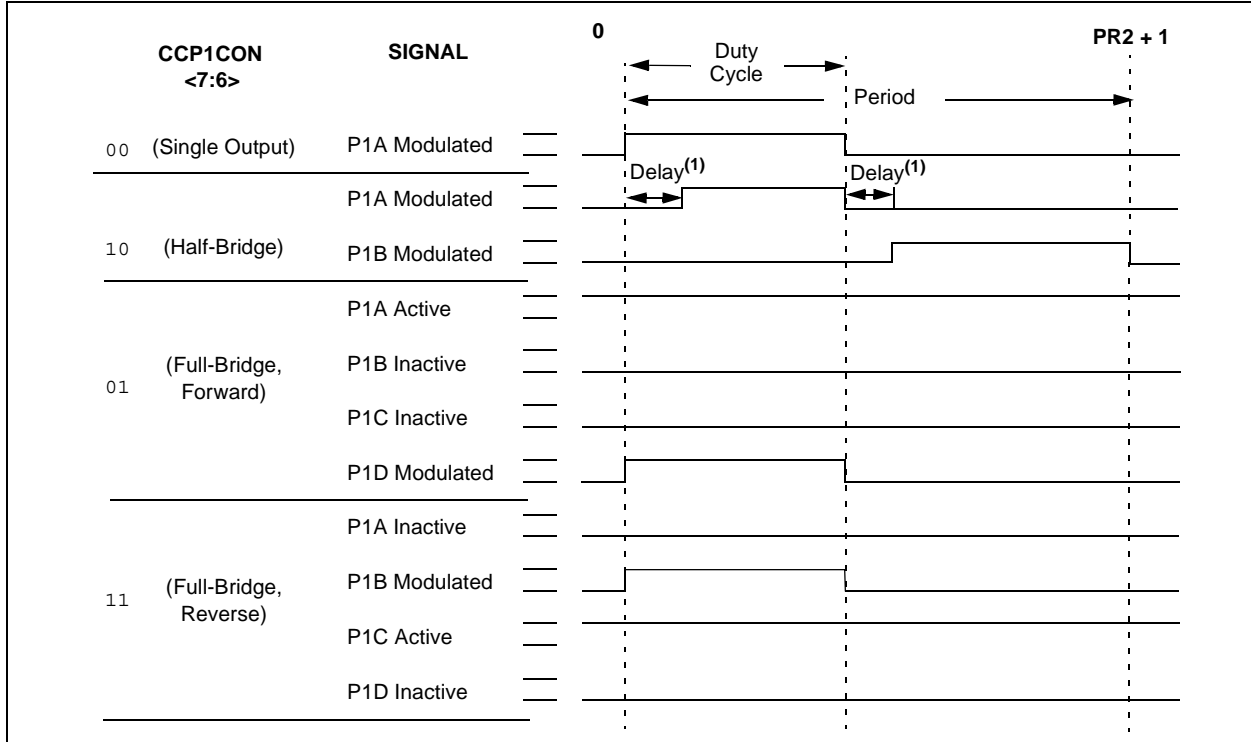 CCP1CON
<7:6>
SIGNAL
0
PR2 + 1
Duty
Cycle
Period
00 (Single Output) P1A Modulated
Delay(1)
Delay(1)
P1A Modulated
10 (Half-Bridge) P1B Modulated
P1A Active
(Full-Bridge,
Forward)
01
P1B Inactive
P1C Inactive
P1D Modulated
P1A Inactive
(Full-Bridge,
Reverse)
11
P1B Modulated
P1C Active
P1D Inactive